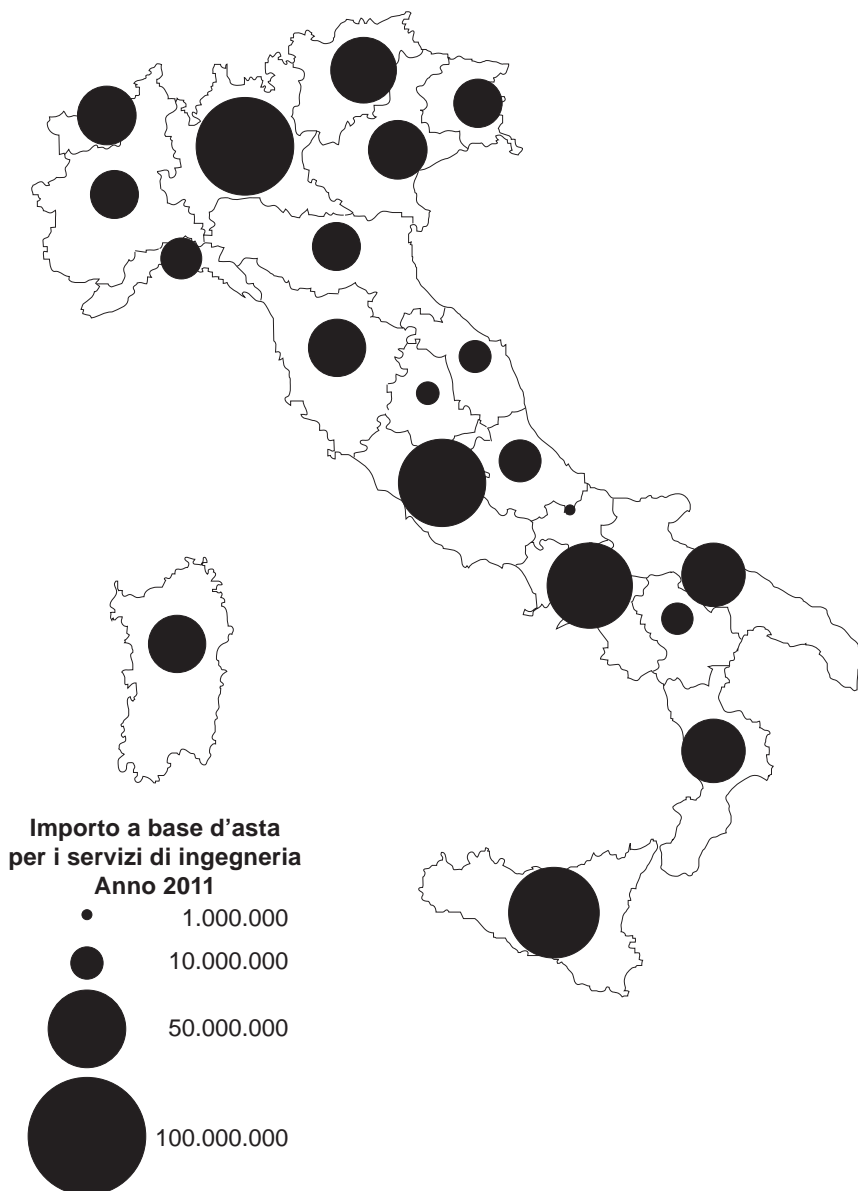 Importo a base d’asta
per i servizi di ingegneria
Anno 2011
1.000.000
10.000.000
50.000.000
100.000.000